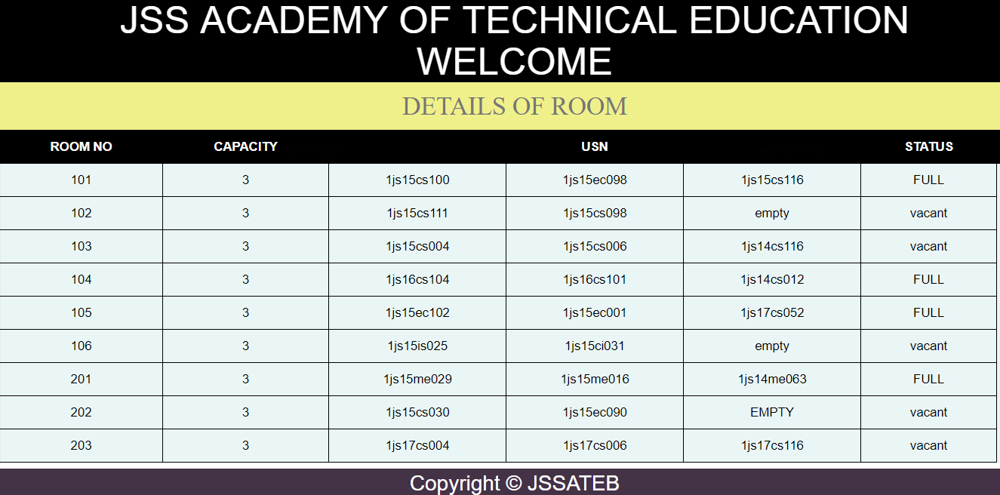 JSS ACADEMY OF TECHNICAL EDUCATION
WELCOME
DETAILS OF ROOM
ROOM NO CAPACITY USN STATUS
101 3 1js15cs100 1js15ec098 1js15cs116 FULL
102 3 1js15cs111 1js15cs098 empty vacant
103 3 1js15cs004 1js15cs006 1js14cs116 vacant
104 3 1js16cs104 1js16cs101 1js14cs012 FULL
105 3 1js15ec102 1js15ec001 1js17cs052 FULL
106 3 1js15is025 1js15ci031 empty vacant
201 3 1js15me029 1js15me016 1js14me063 FULL
202 3 1js15cs030 1js15ec090 EMPTY vacant
203 3 1js17cs004 1js17cs006 1js17cs116 vacant
Copyright © JSSATEB